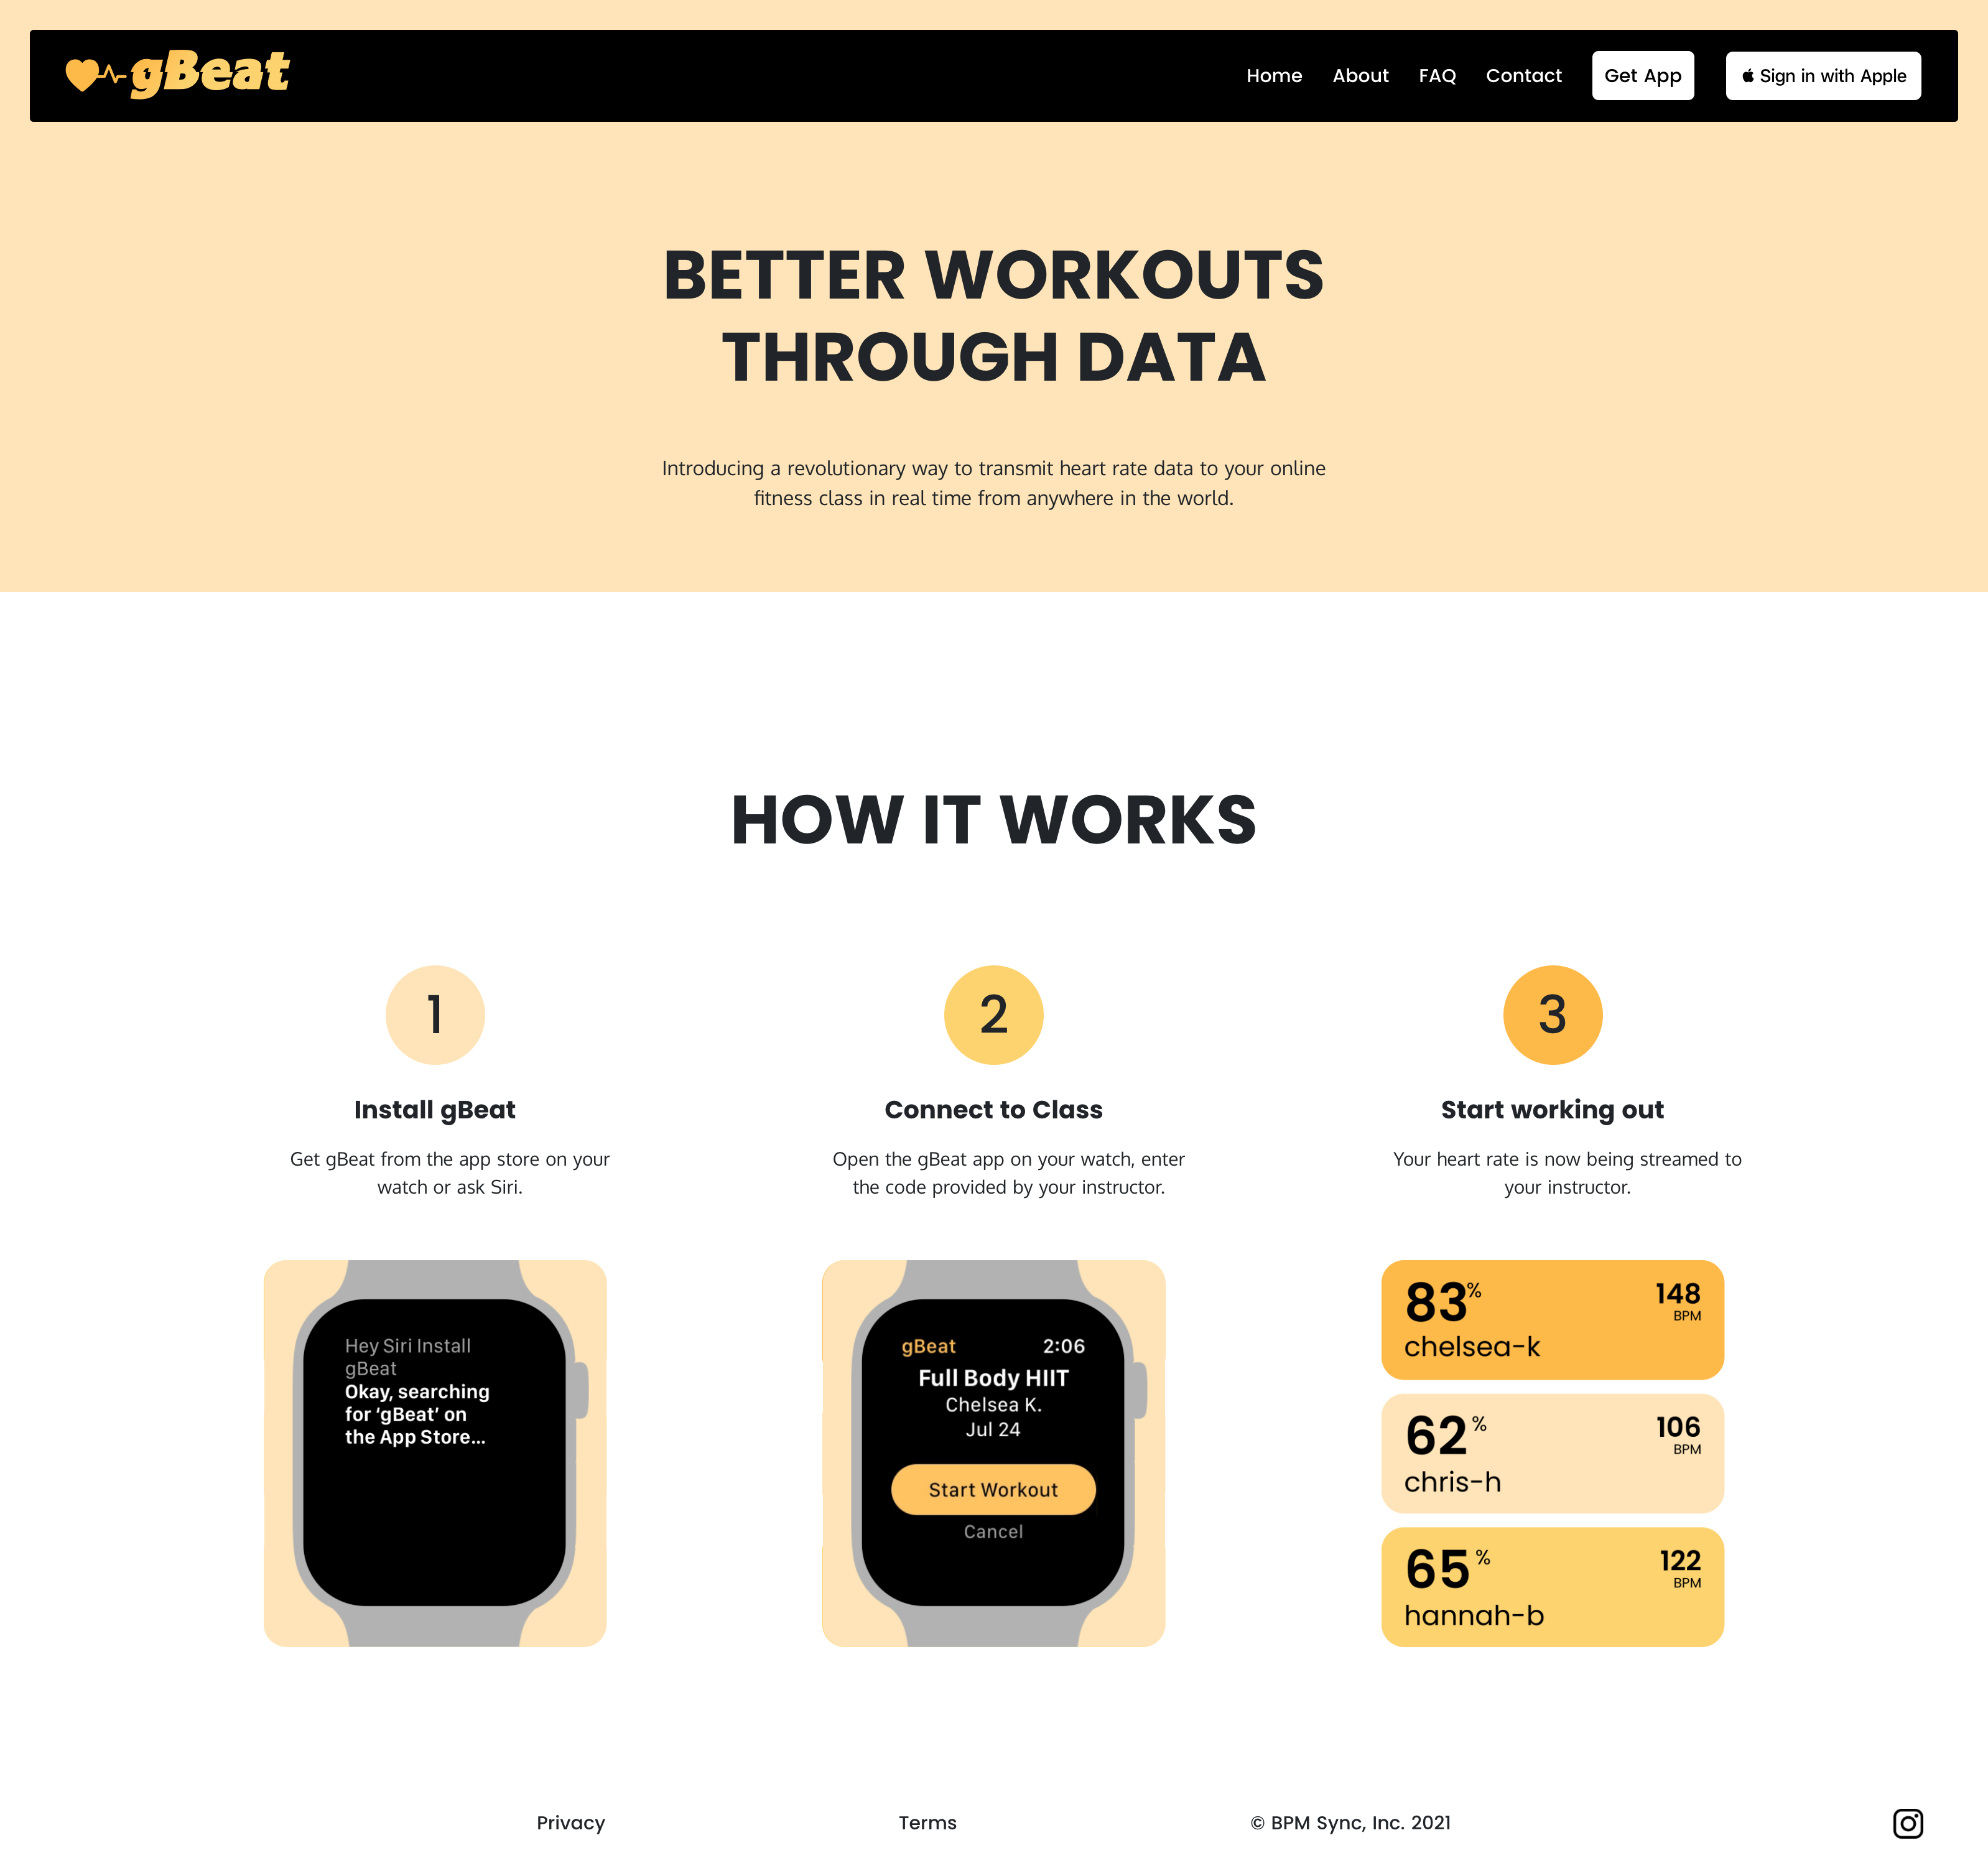 gBeat
Home About FAQ Contact Get App Sign in with Apple
BETTER WORKOUTS
THROUGH DATA
Introducing a revolutionary way to transmit heart rate data to your online
fitness class in real time from anywhere in the world.
HOW IT WORKS
1
Install gBeat
Get gBeat from the app store on your
watch or ask Siri.
Hey Siri Install
gBeat
Okay, searching
for ‘gBeat’ on
the App Store...
2
Connect to Class
Open the gBeat app on your watch, enter
the code provided by your instructor.
gBeat 2:06
Full Body HIIT
Chelsea K.
Jul 24
Start Workout
Cancel
3
Start working out
Your heart rate is now being streamed to
your instructor.
83% 148
BPM
chelsea-k
62 % 106
BPM
chris-h
65 % 122
BPM
hannah-b
Privacy Terms © BPM Sync, Inc. 2021